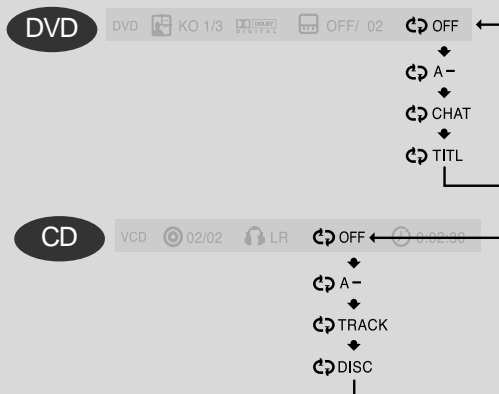 DVD DVD KO 1/3 DOLBY DIGITAL OFF/ 02 OFF
A-
CHAT
TITL
CD VCD 02/02 LR OFF 0:02:30
A-
TRACK
DISC